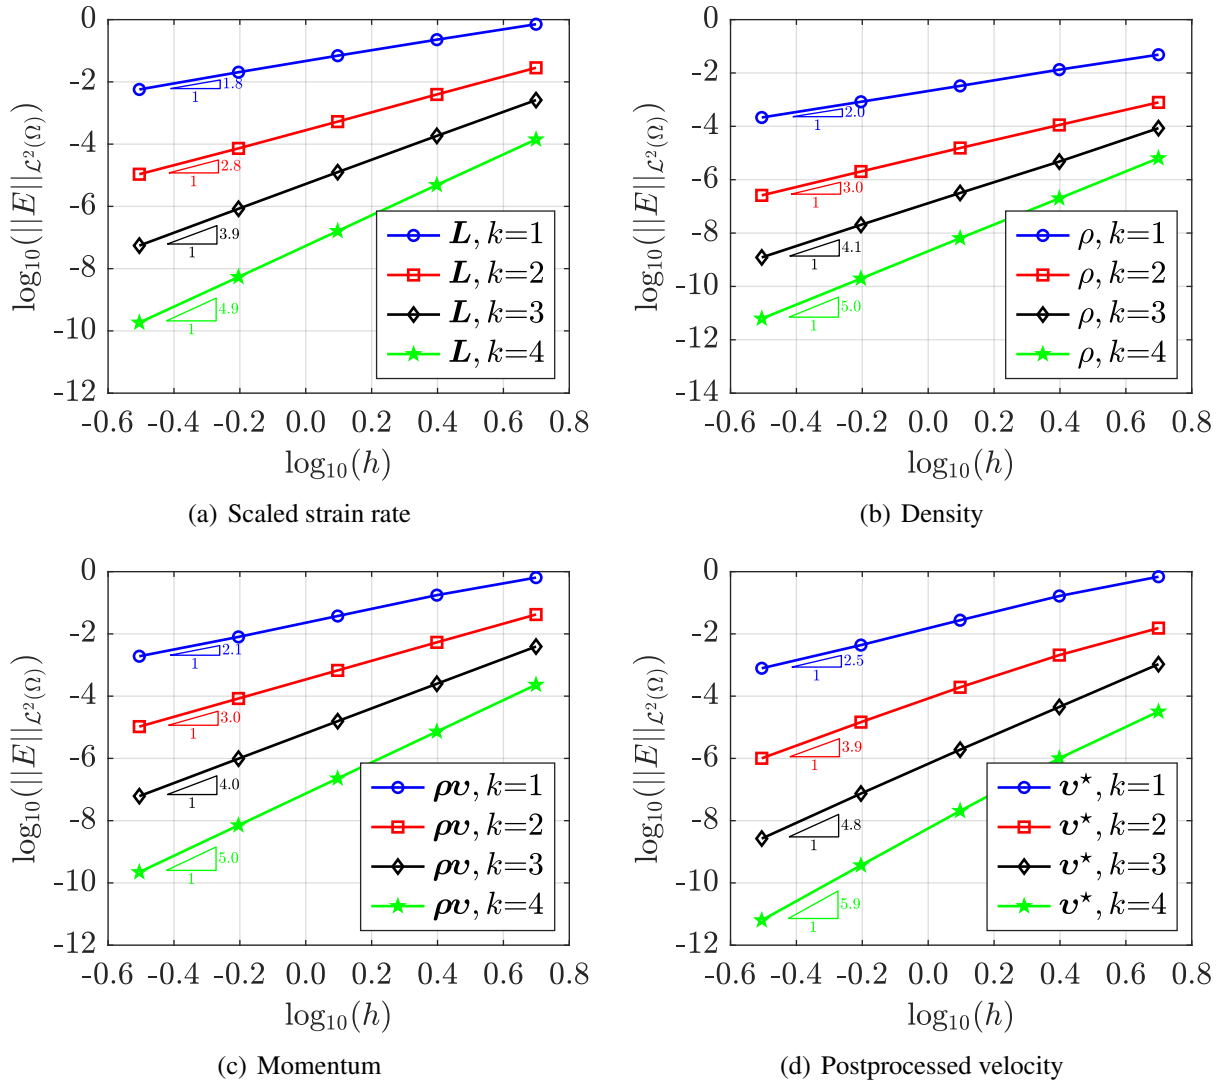 0
-2
-4
-6
-8
-10
-12
-0.6 -0.4 -0.2 0.0 0.2 0.4 0.6 0.8
log10(h)
log10(||E||L2(Ω))
1.8
1
2.8
1
3.9
1
4.9
1
L, k=1
L, k=2
L, k=3
L, k=4
(a) Scaled strain rate
0
-2
-4
-6
-8
-10
-12
-14
-0.6 -0.4 -0.2 0.0 0.2 0.4 0.6 0.8
log10(h)
log10(||E||L2(Ω))
2.0
1
3.0
1
4.1
1
5.0
1
ρ, k=1
ρ, k=2
ρ, k=3
ρ, k=4
(b) Density
0
-2
-4
-6
-8
-10
-12
-0.6 -0.4 -0.2 0.0 0.2 0.4 0.6 0.8
log10(h)
log10(||E||L2(Ω))
2.1
1
3.0
1
4.0
1
5.0
1
ρυ, k=1
ρυ, k=2
ρυ, k=3
ρυ, k=4
(c) Momentum
0
-2
-4
-6
-8
-10
-12
-0.6 -0.4 -0.2 0.0 0.2 0.4 0.6 0.8
log10(h)
log10(||E||L2(Ω))
2.5
1
3.9
1
4.8
1
5.9
1
υ⋆, k=1
υ⋆, k=2
υ⋆, k=3
υ⋆, k=4
(d) Postprocessed velocity